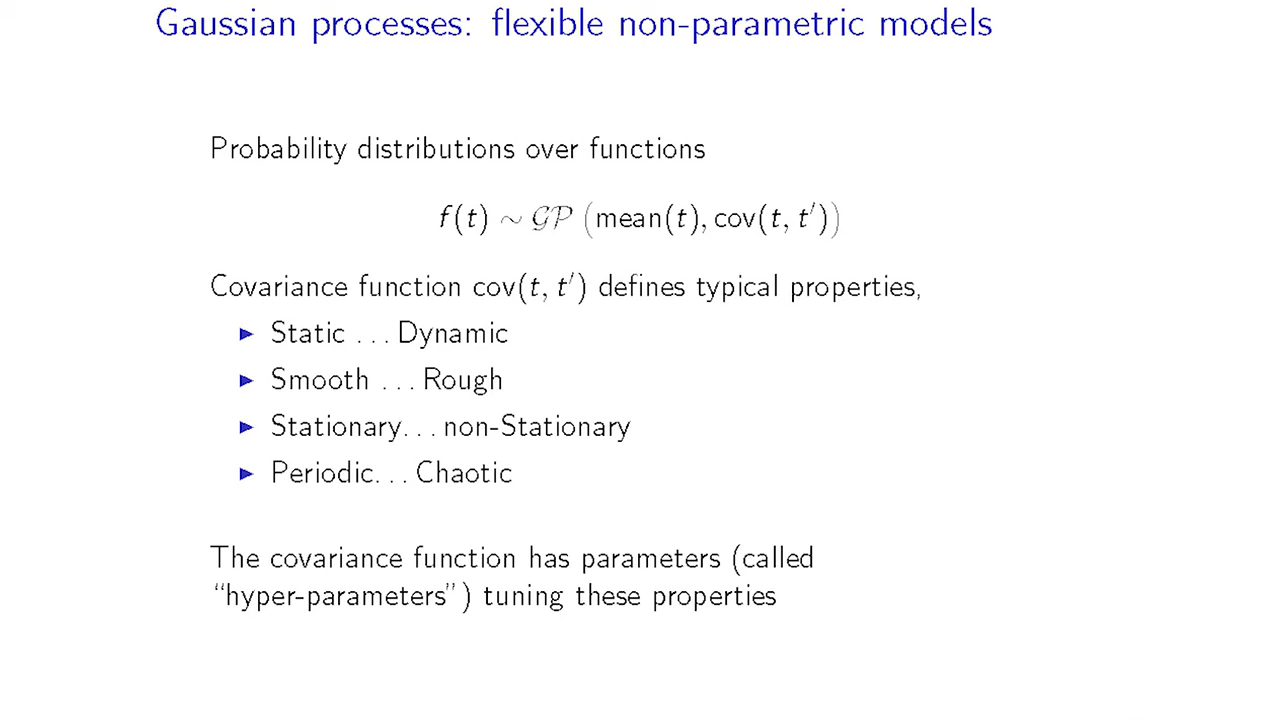 Gaussian processes: flexible non-parametric models
Probability distributions over functions
f(t) ∼ 𝒢𝒫 (mean(t), cov(t, t′))
Covariance function cov(t, t′) defines typical properties,
▶ Static ... Dynamic
▶ Smooth ... Rough
▶ Stationary... non-Stationary
▶ Periodic... Chaotic
The covariance function has parameters (called
“hyper-parameters”) tuning these properties